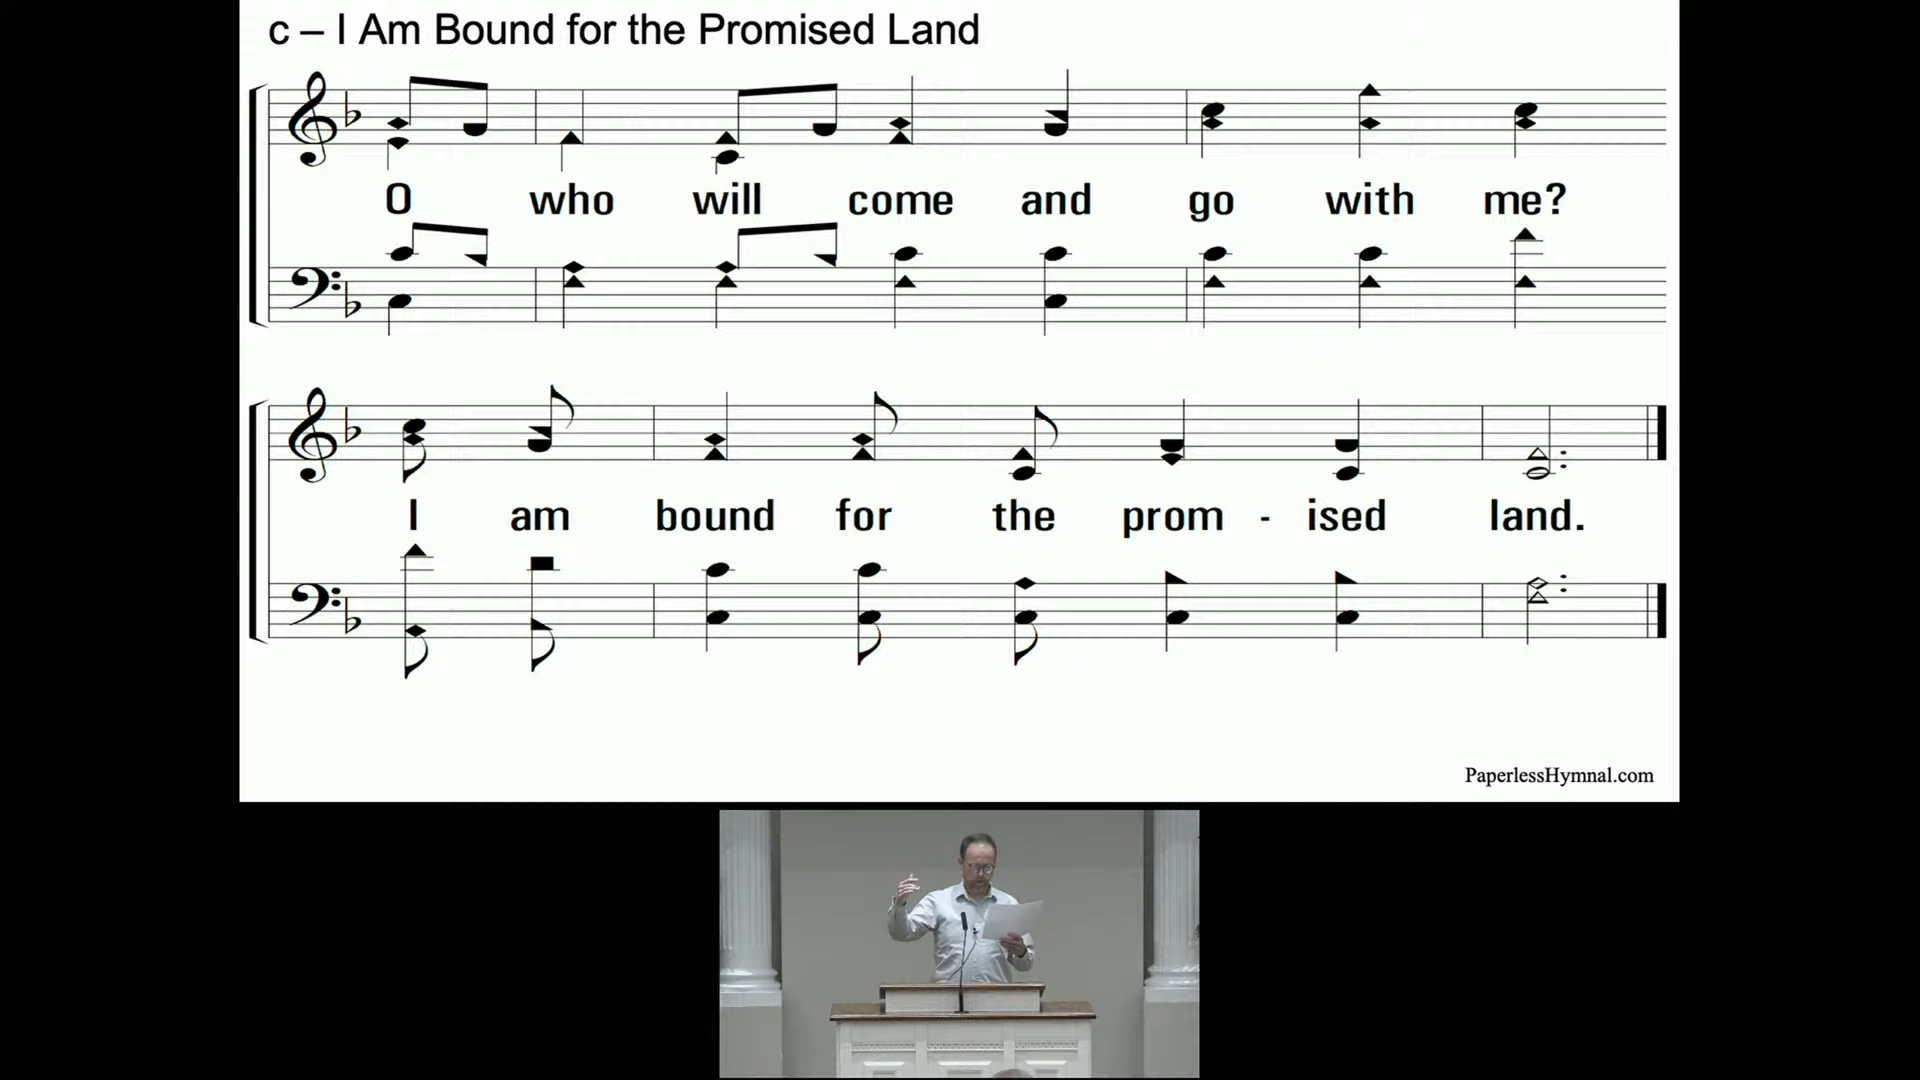 c – I Am Bound for the Promised Land
O who will come and go with me?
I am bound for the prom - ised land.
PaperlessHymnal.com